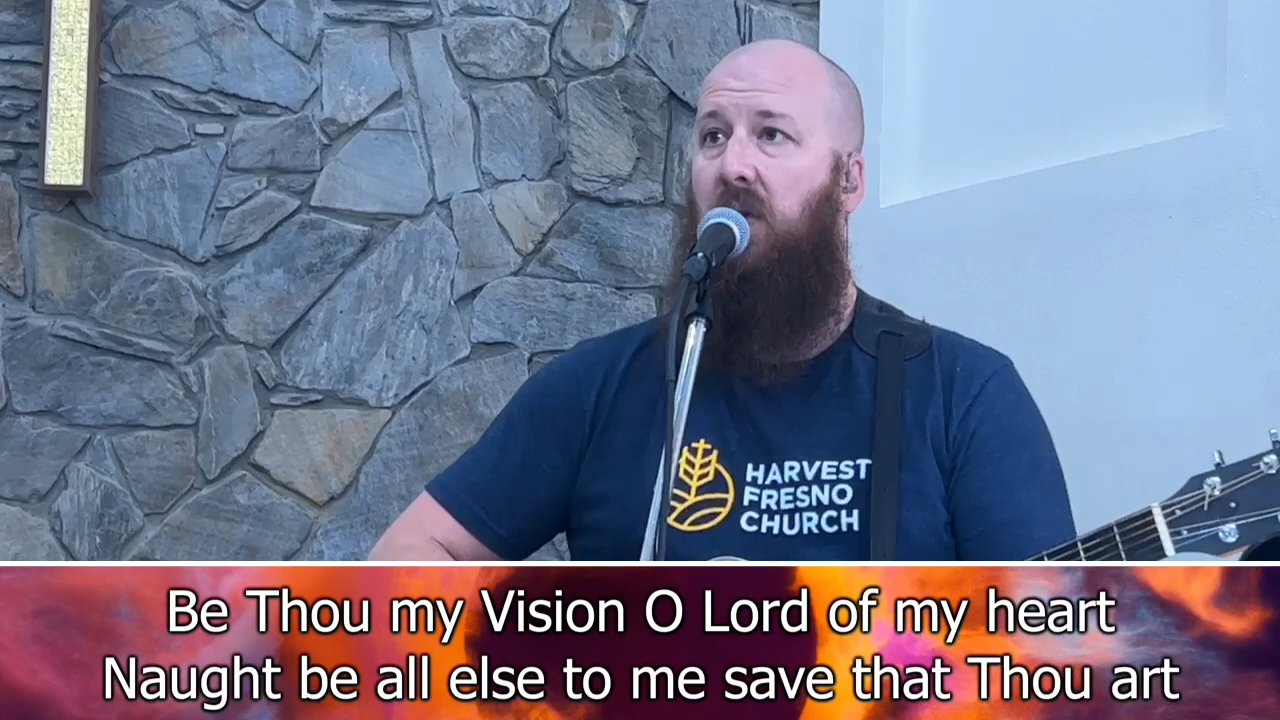 HARVEST
FRESNO
CHURCH
Be Thou my Vision O Lord of my heart
Naught be all else to me save that Thou art